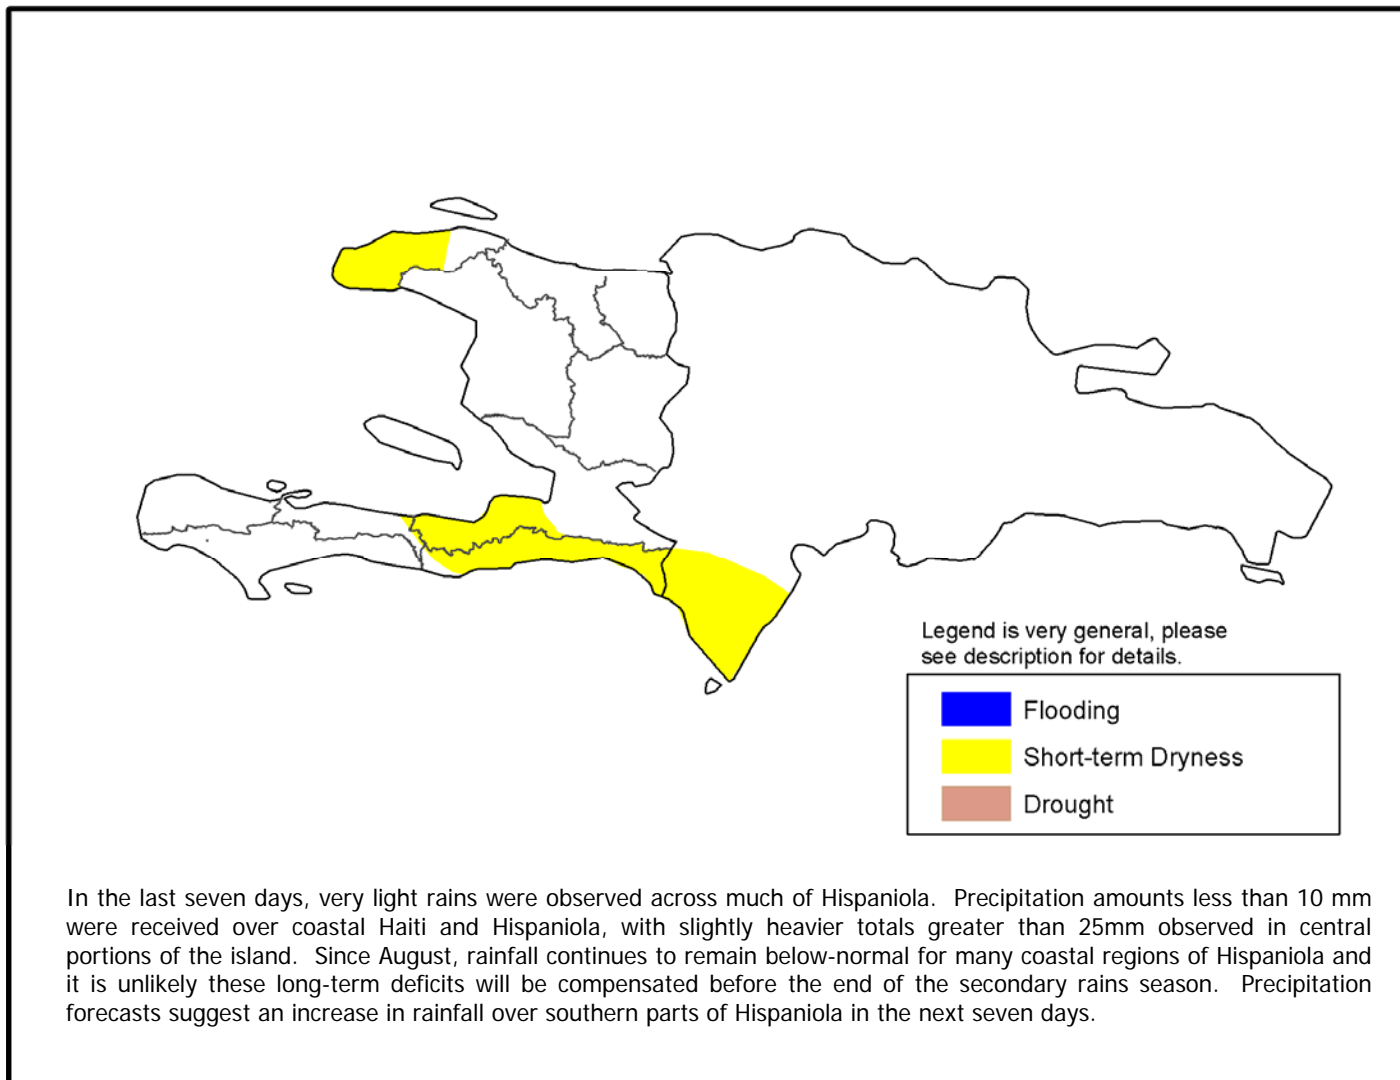 Legend is very general, please
see description for details.
Flooding
Short-term Dryness
Drought
In the last seven days, very light rains were observed across much of Hispaniola. Precipitation amounts less than 10 mm
were received over coastal Haiti and Hispaniola, with slightly heavier totals greater than 25mm observed in central
portions of the island. Since August, rainfall continues to remain below-normal for many coastal regions of Hispaniola and
it is unlikely these long-term deficits will be compensated before the end of the secondary rains season. Precipitation
forecasts suggest an increase in rainfall over southern parts of Hispaniola in the next seven days.